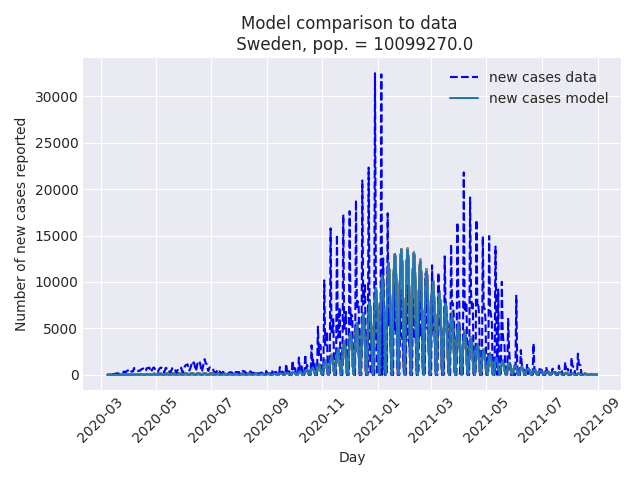 Model comparison to data
Sweden, pop. = 10099270.0
new cases data
new cases model
Number of new cases reported
30000
25000
20000
15000
10000
5000
0
2020-03
2020-05
2020-07
2020-09
2020-11
2021-01
2021-03
2021-05
2021-07
2021-09
Day